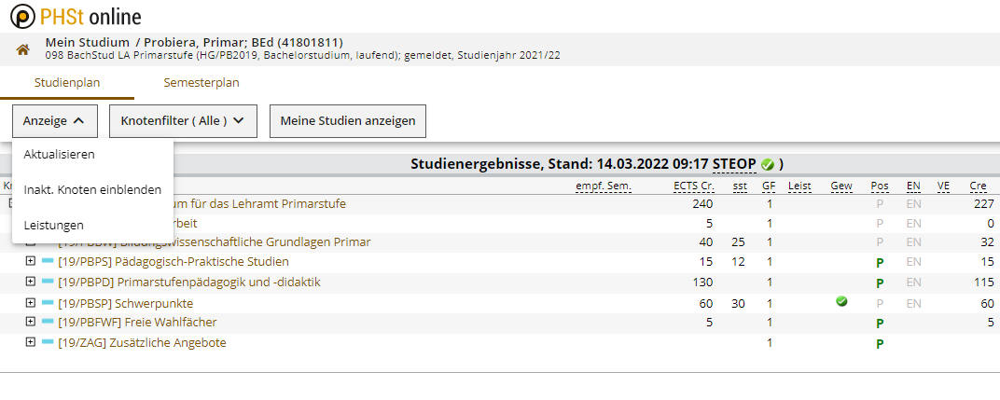 PHSt online
Mein Studium / Probiera, Primar; BEd (41801811)
098 BachStud LA Primarstufe (HG/PB2019, Bachelorstudium, laufend); gemeldet, Studienjahr 2021/22
Studienplan Semesterplan
Anzeige Knotenfilter ( Alle ) Meine Studien anzeigen
Aktualisieren
Inakt. Knoten einblenden
Leistungen
Studienergebnisse, Stand: 14.03.2022 09:17 STEOP )
empf. Sem. ECTS Cr. sst GF Leist Gew Pos EN VE Cre
um für das Lehramt Primarstufe 240 1 P EN 227
rbeit 5 1 P EN 0
[19/PBBW] Bildungswissenschaftliche Grundlagen Primar 40 25 1 P EN 32
[19/PBPS] Pädagogisch-Praktische Studien 15 12 1 P EN 15
[19/PBPD] Primarstufenpädagogik und -didaktik 130 1 P EN 115
[19/PBSP] Schwerpunkte 60 30 1 P EN 60
[19/PBFWF] Freie Wahlfächer 5 1 P 5
[19/ZAG] Zusätzliche Angebote 1 P